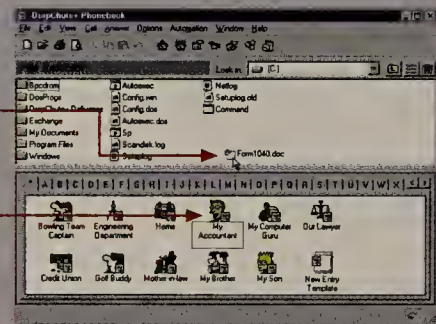 DropChute+ Phonebook
File Edit View Call Answer Options Automation Window Help
Look in: [C:]
Bpcdrom Autoexec Netlog
DosProgs Config.win Setuplog.old
Config.dos Command
Exchange Autoexec.dos
My Documents Sp
Program Files Scandisk.log
Windows Setuplog Form1040.doc
* A B C D E F G H I J K L M N O P Q R S T U V W X
Bowling Team Captain Engineering Department Home My Accountant My Computer Guru Our Lawyer
Credit Union Golf Buddy Mother-in-law My Brother My Son New Entry Template